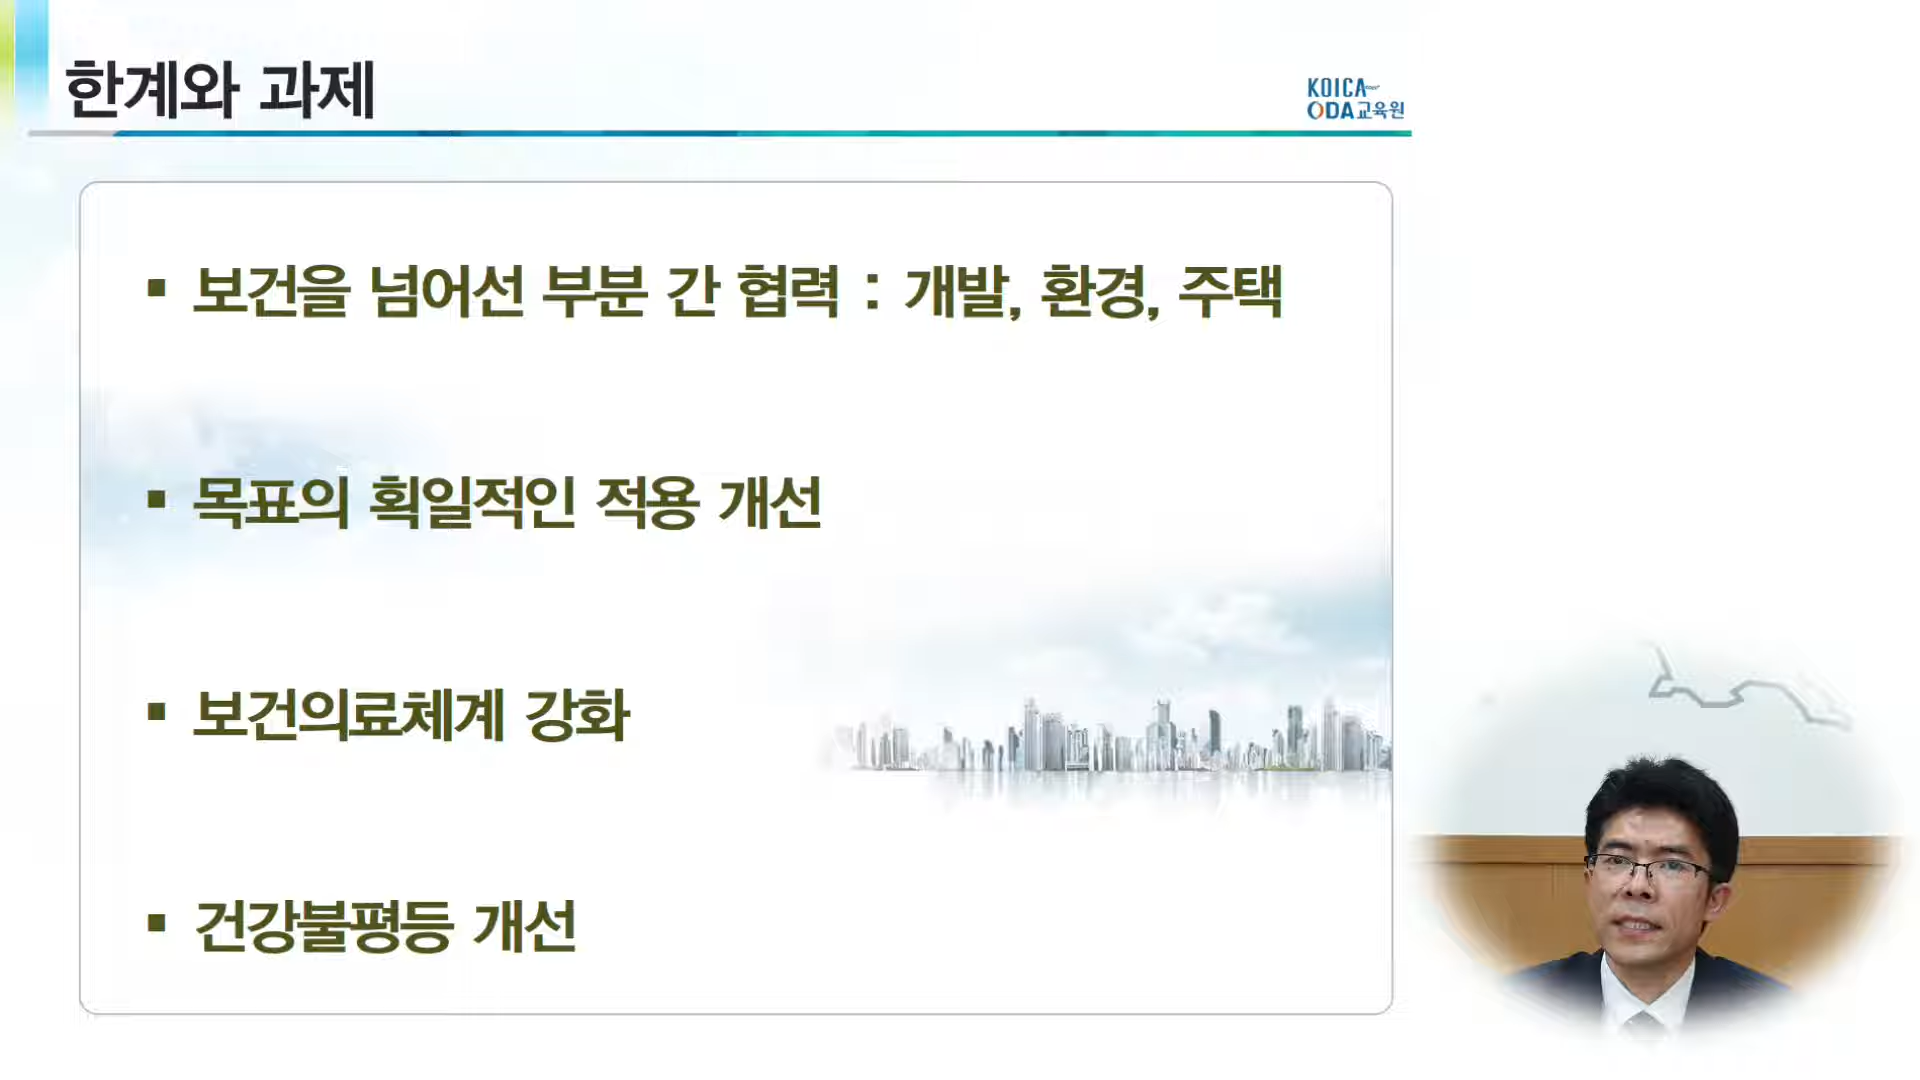 한계와 과제
KOICA
ODA교육원
▪ 보건을 넘어선 부분 간 협력 : 개발, 환경, 주택
▪ 목표의 획일적인 적용 개선
▪ 보건의료체계 강화
▪ 건강불평등 개선